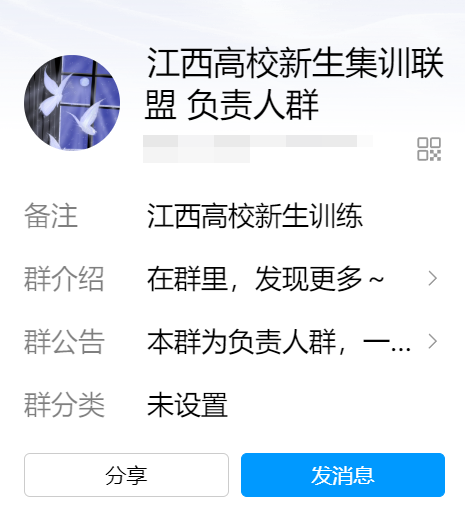 江西高校新生集训联
盟 负责人群
备注 江西高校新生训练
群介绍 在群里，发现更多～
群公告 本群为负责人群，一...
群分类 未设置
分享 发消息